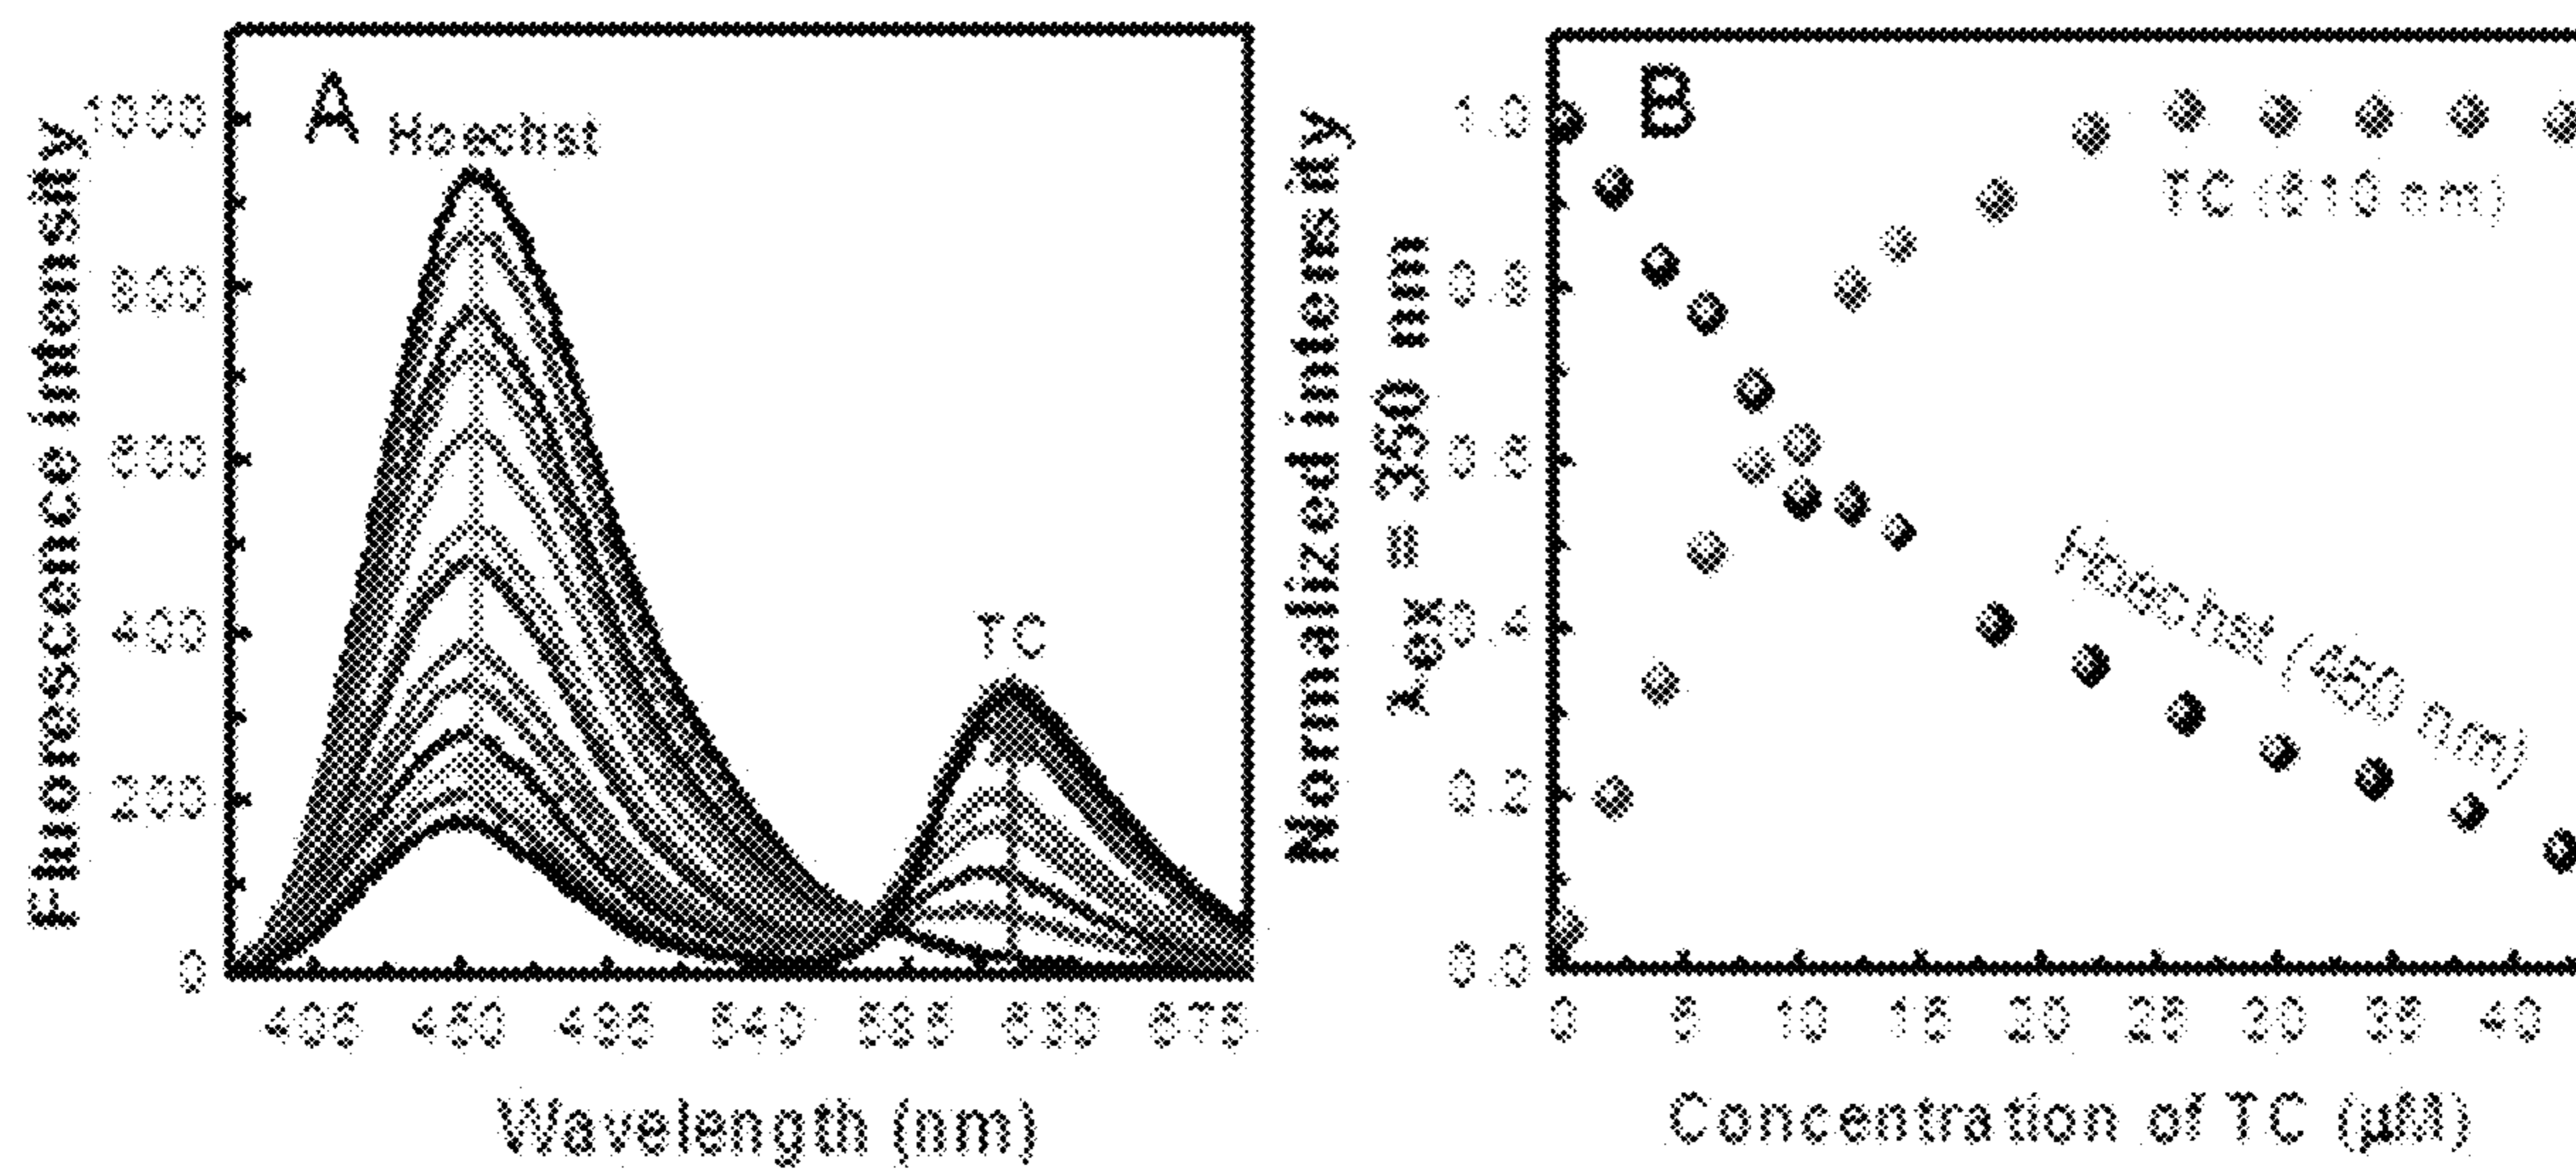 A
Hoechst
TC
Fluorescence intensity
1000
800
600
400
200
0
405 450 495 540 585 630 675
Wavelength (nm)
B
TC (610 nm)
Hoechst (450 nm)
Normalized intensity
λex = 350 nm
1.0
0.8
0.6
0.4
0.2
0.0
0 5 10 15 20 25 30 35 40
Concentration of TC (µM)